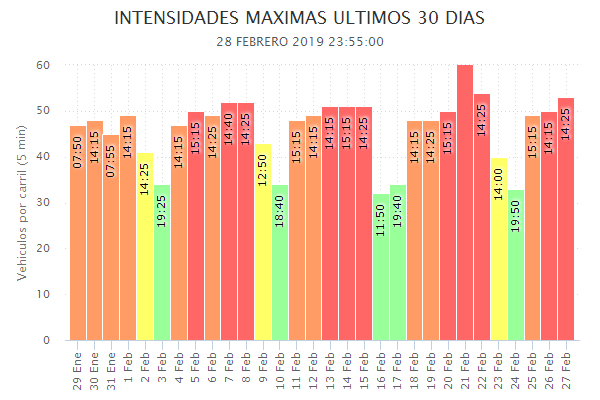 INTENSIDADES MAXIMAS ULTIMOS 30 DIAS
28 FEBRERO 2019 23:55:00
Vehiculos por carril (5 min)
60
50
40
30
20
10
0
07:50
14:15
07:55
14:15
14:25
19:25
14:15
15:15
14:25
14:40
14:25
12:50
18:40
15:15
14:15
14:15
14:15
14:25
11:50
19:40
14:15
14:25
15:15
14:25
14:00
19:50
15:15
14:15
14:25
29 Ene
30 Ene
31 Ene
1 Feb
2 Feb
3 Feb
4 Feb
5 Feb
6 Feb
7 Feb
8 Feb
9 Feb
10 Feb
11 Feb
12 Feb
13 Feb
14 Feb
15 Feb
16 Feb
17 Feb
18 Feb
19 Feb
20 Feb
21 Feb
22 Feb
23 Feb
24 Feb
25 Feb
26 Feb
27 Feb